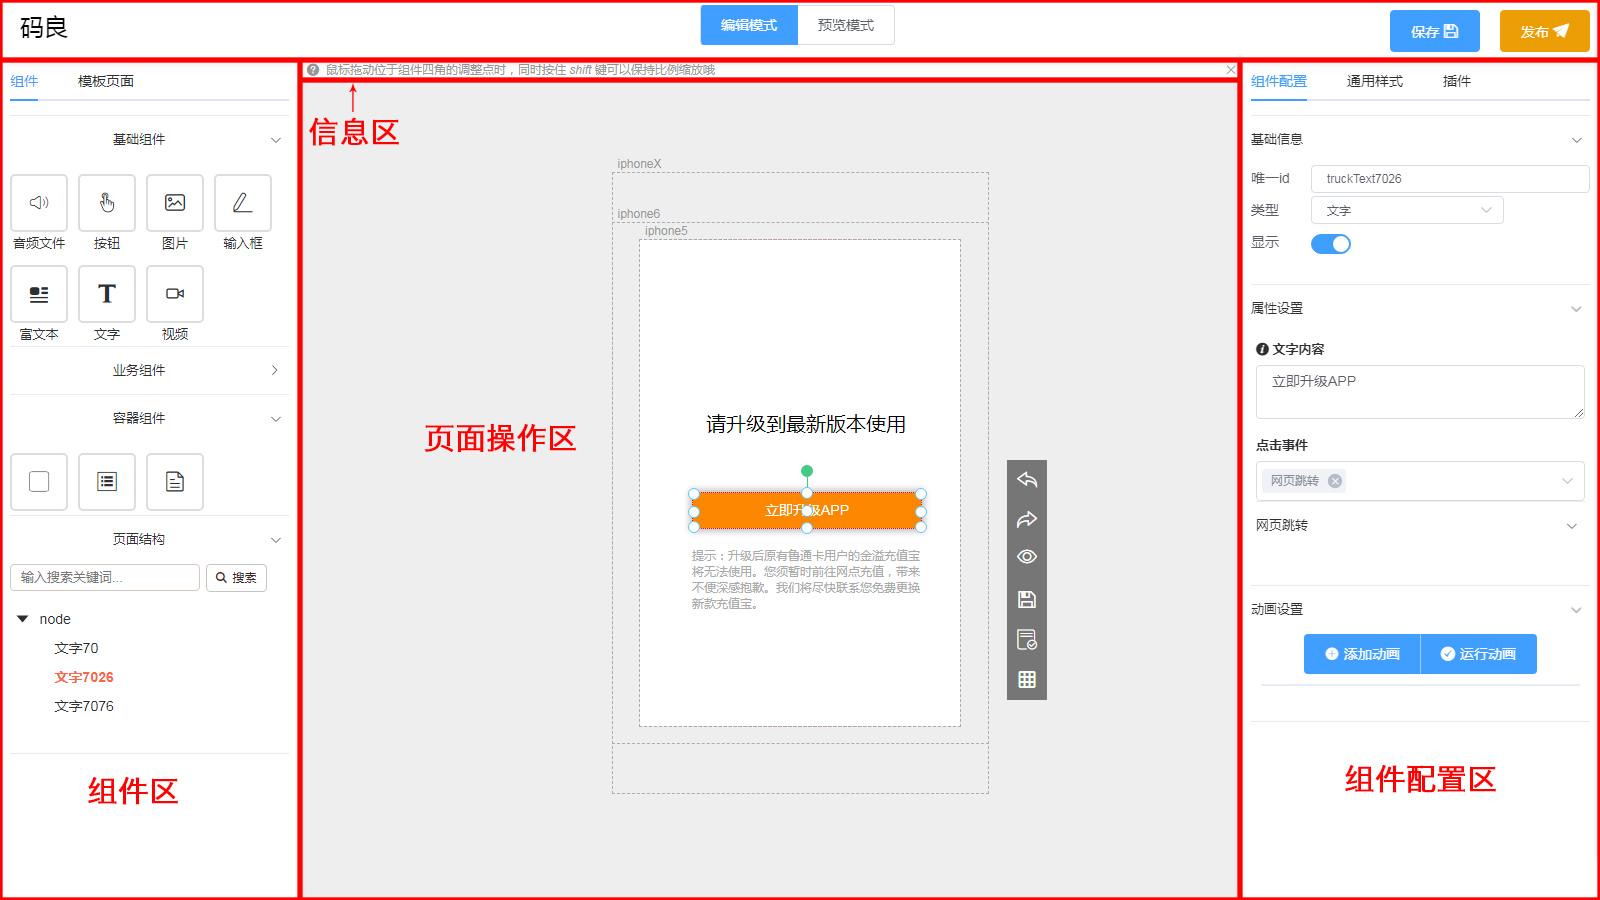 码良
编辑模式
预览模式
保存
发布
组件
模板页面
基础组件
音频文件
按钮
图片
输入框
富文本
T
文字
视频
业务组件
容器组件
页面结构
输入搜索关键词...
搜索
node
文字70
文字7026
文字7076
组件区
鼠标拖动位于组件四角的调整点时，同时按住 shift 键可以保持比例缩放哦
信息区
页面操作区
iphoneX
iphone6
iphone5
请升级到最新版本使用
立即升级APP
提示：升级后原有鲁通卡用户的金溢充值宝
将无法使用。您须暂时前往网点充值，带来
不便深感抱歉。我们将尽快联系您免费更换
新款充值宝。
组件配置
通用样式
插件
基础信息
唯一id
truckText7026
类型
文字
显示
属性设置
文字内容
立即升级APP
点击事件
网页跳转
网页跳转
动画设置
添加动画
运行动画
组件配置区